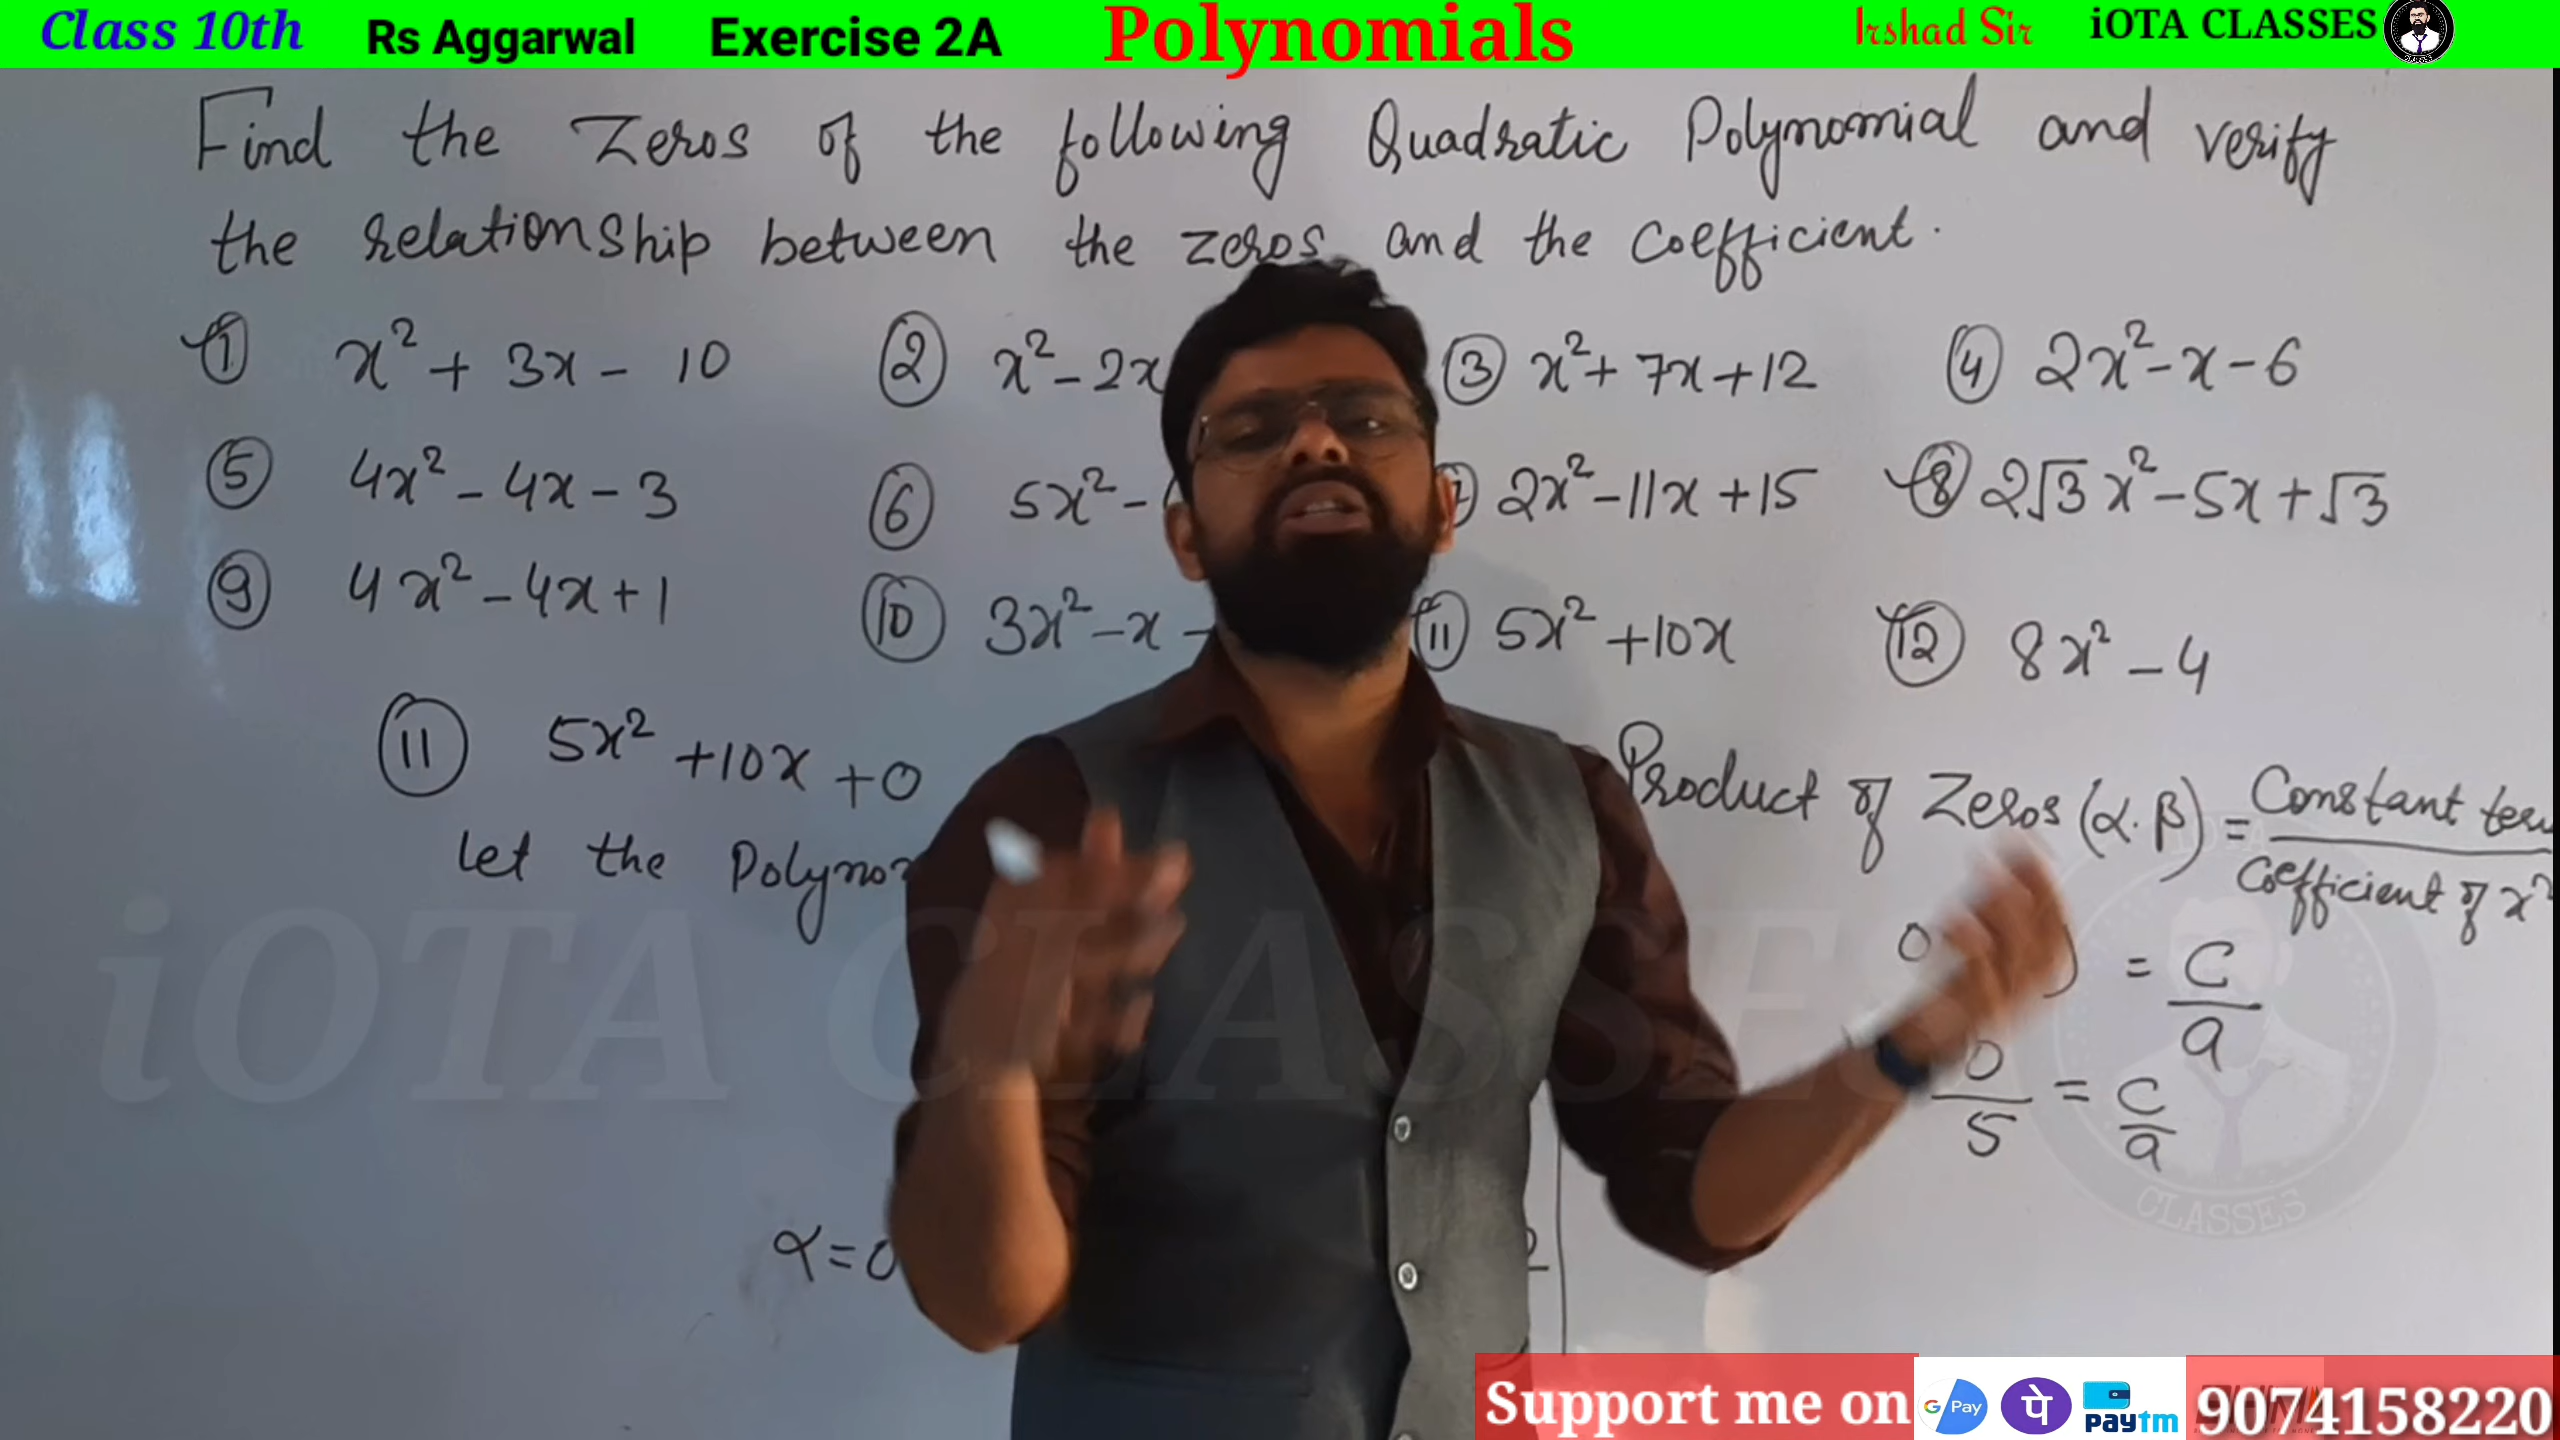 Class 10th Rs Aggarwal Exercise 2A Polynomials Irshad Sir iOTA CLASSES
Find the Zeros of the following Quadratic Polynomial and verify
the relationship between the zeros and the coefficient.
① x² + 3x - 10 ② x² - 2x ③ x² + 7x + 12 ④ 2x² - x - 6
⑤ 4x² - 4x - 3 ⑥ 5x² - 2x² - 11x + 15 ⑧ 2√3 x² - 5x + √3
⑨ 4x² - 4x + 1 ⑩ 3x² - x - ⑪ 5x² + 10x ⑫ 8x² - 4
⑪ 5x² + 10x + 0
Product of Zeros (α.β) = Constant / Coefficient of x²
Let the
= C/a
0/5 = C/a
α = 0
iOTA CLASSES
CLASSES
Support me on G Pay पे paytm 9074158220